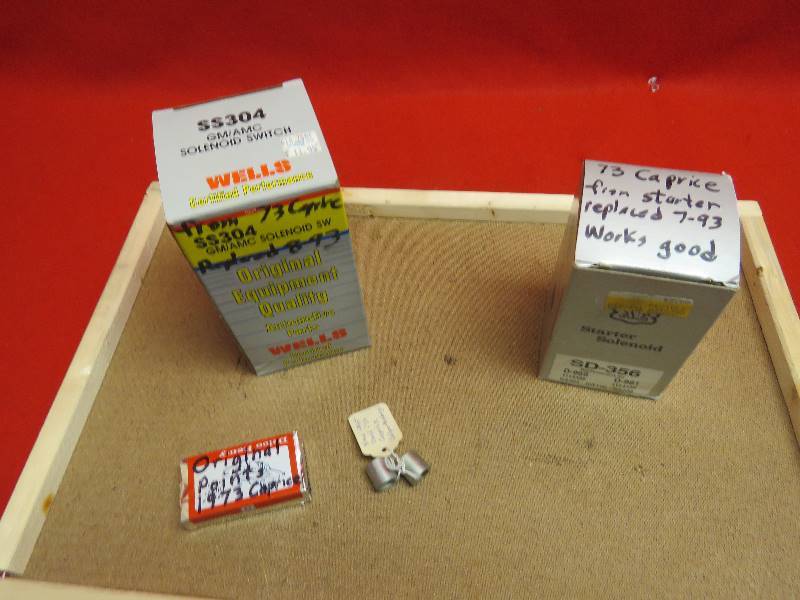 SS304
GM/AMC
SOLENOID SWITCH
WELLS
Certified Performance
from 73 Caprice
SS304
GM/AMC SOLENOID SW
Replaced 8-93
Original
Equipment
Quality
Automotive
Parts
WELLS
73 Caprice
from starter
replaced 7-93
Works good
Starter
Solenoid
SD-356
Original
Points
1973 Caprice